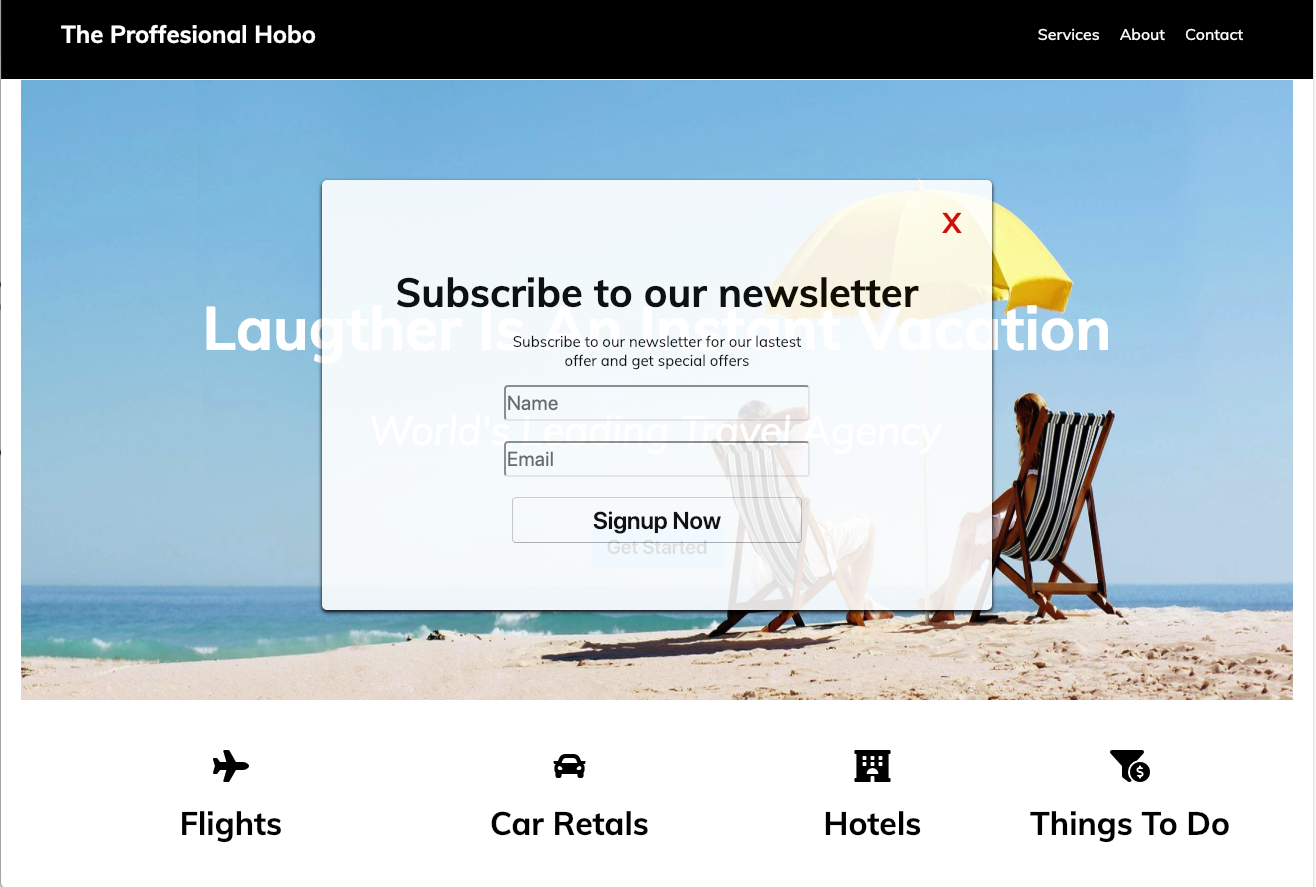 The Proffesional Hobo
Services About Contact
X
Subscribe to our newsletter
Laugther Is An Instant Vacation
Subscribe to our newsletter for our lastest
offer and get special offers
Name
World's Leading Travel Agency
Email
Signup Now
Get Started
Flights
Car Retals
Hotels
Things To Do